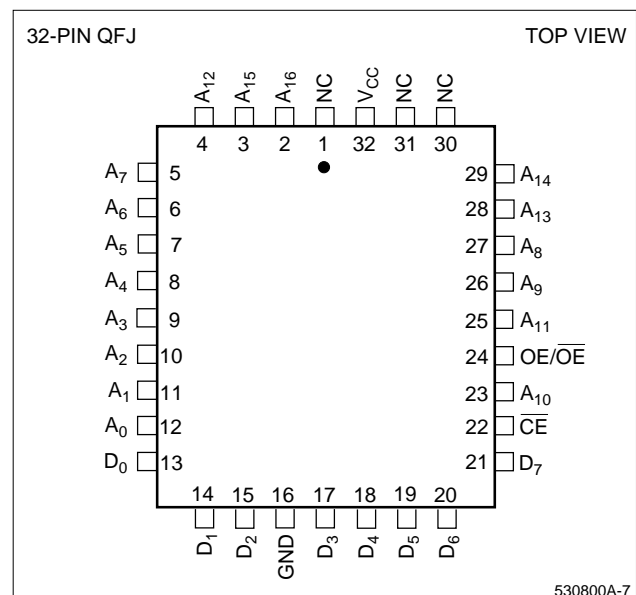 32-PIN QFJ TOP VIEW
A12 A15 A16 NC VCC NC NC
4 3 2 1 32 31 30
A7 5 29 A14
A6 6 28 A13
A5 7 27 A8
A4 8 26 A9
A3 9 25 A11
A2 10 24 OE/O̅E̅
A1 11 23 A10
A0 12 22 C̅E̅
D0 13 21 D7
14 15 16 17 18 19 20
D1 D2 GND D3 D4 D5 D6
530800A-7